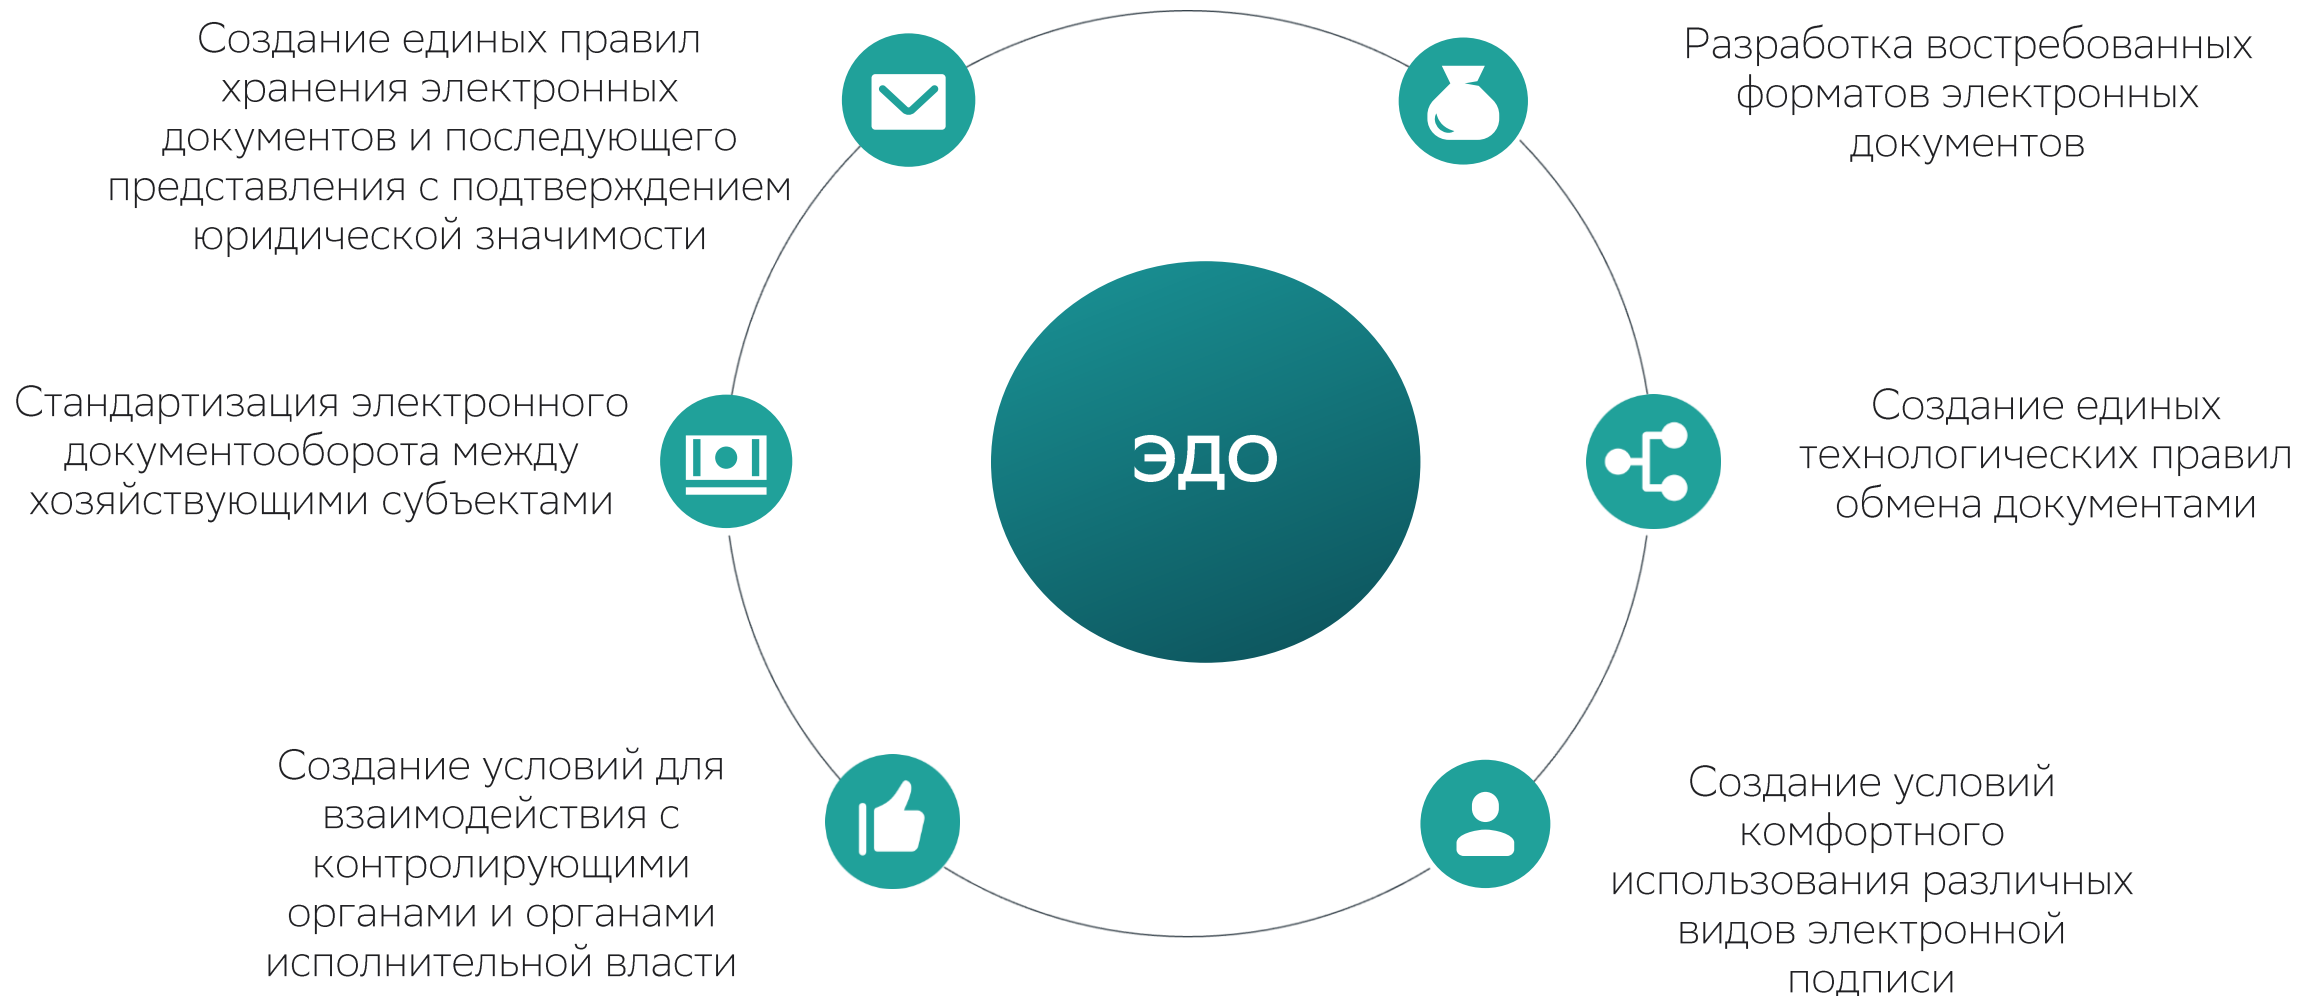 Создание единых правил
хранения электронных
документов и последующего
представления с подтверждением
юридической значимости
Разработка востребованных
форматов электронных
документов
Стандартизация электронного
документооборота между
хозяйствующими субъектами
ЭДО
Создание единых
технологических правил
обмена документами
Создание условий для
взаимодействия с
контролирующими
органами и органами
исполнительной власти
Создание условий
комфортного
использования различных
видов электронной
подписи